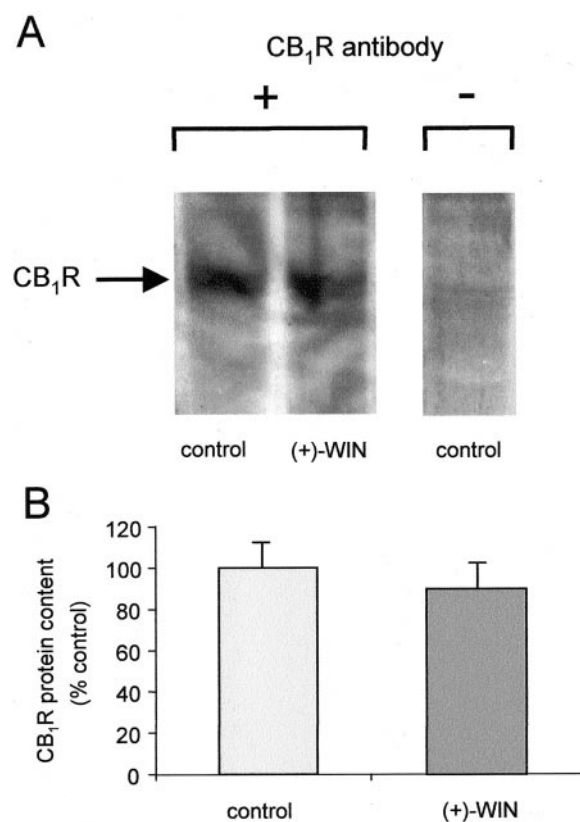 A
CB₁R antibody
+ -
CB₁R
control (+)-WIN control
B
CB₁R protein content
(% control)
120
100
80
60
40
20
0
control (+)-WIN